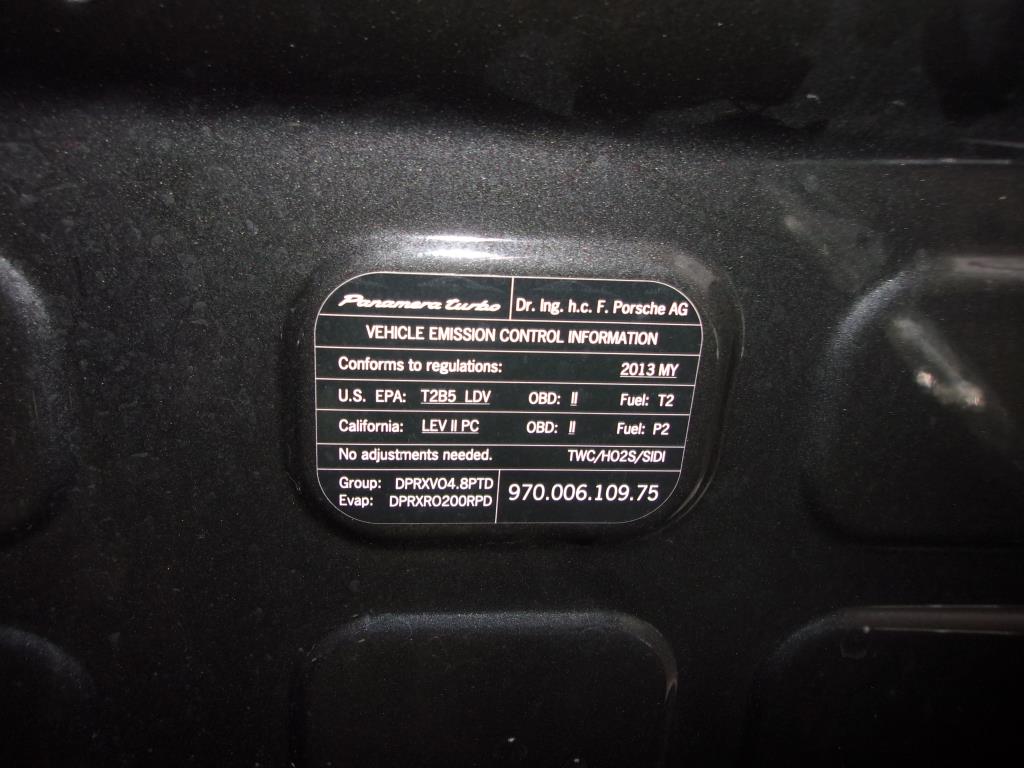 Panamera turbo Dr. Ing. h.c. F. Porsche AG
VEHICLE EMISSION CONTROL INFORMATION
Conforms to regulations: 2013 MY
U.S. EPA: T2B5 LDV OBD: II Fuel: T2
California: LEV II PC OBD: II Fuel: P2
No adjustments needed. TWC/HO2S/SIDI
Group: DPRXV04.8PTD
Evap: DPRXR0200RPD
970.006.109.75